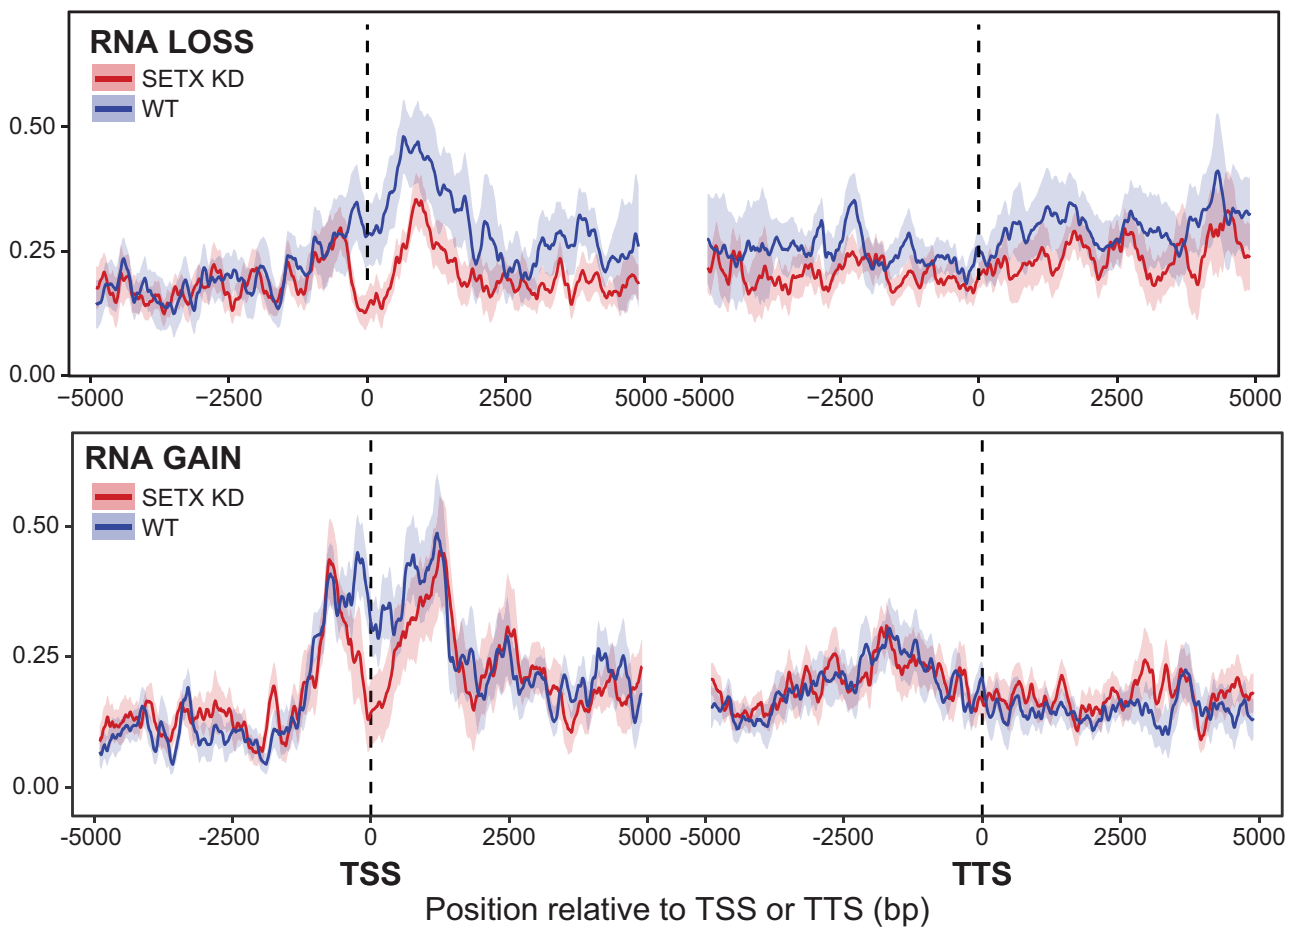 RNA LOSS
SETX KD
WT
0.50
0.25
0.00
−5000 −2500 0 2500 5000 -5000 −2500 0 2500 5000
RNA GAIN
SETX KD
WT
0.50
0.25
0.00
-5000 -2500 0 2500 5000 -5000 -2500 0 2500 5000
TSS TTS
Position relative to TSS or TTS (bp)